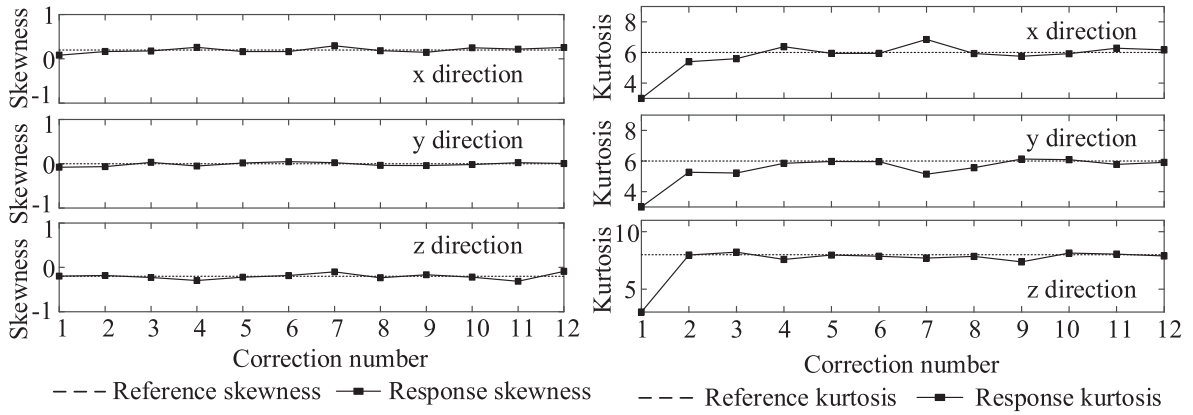 Skewness
1
0
-1
x direction
Skewness
1
0
-1
y direction
Skewness
1
0
-1
z direction
1 2 3 4 5 6 7 8 9 10 11 12
Correction number
Reference skewness Response skewness
Kurtosis
8
6
4
x direction
Kurtosis
8
6
4
y direction
Kurtosis
10
5
z direction
1 2 3 4 5 6 7 8 9 10 11 12
Correction number
Reference kurtosis Response kurtosis